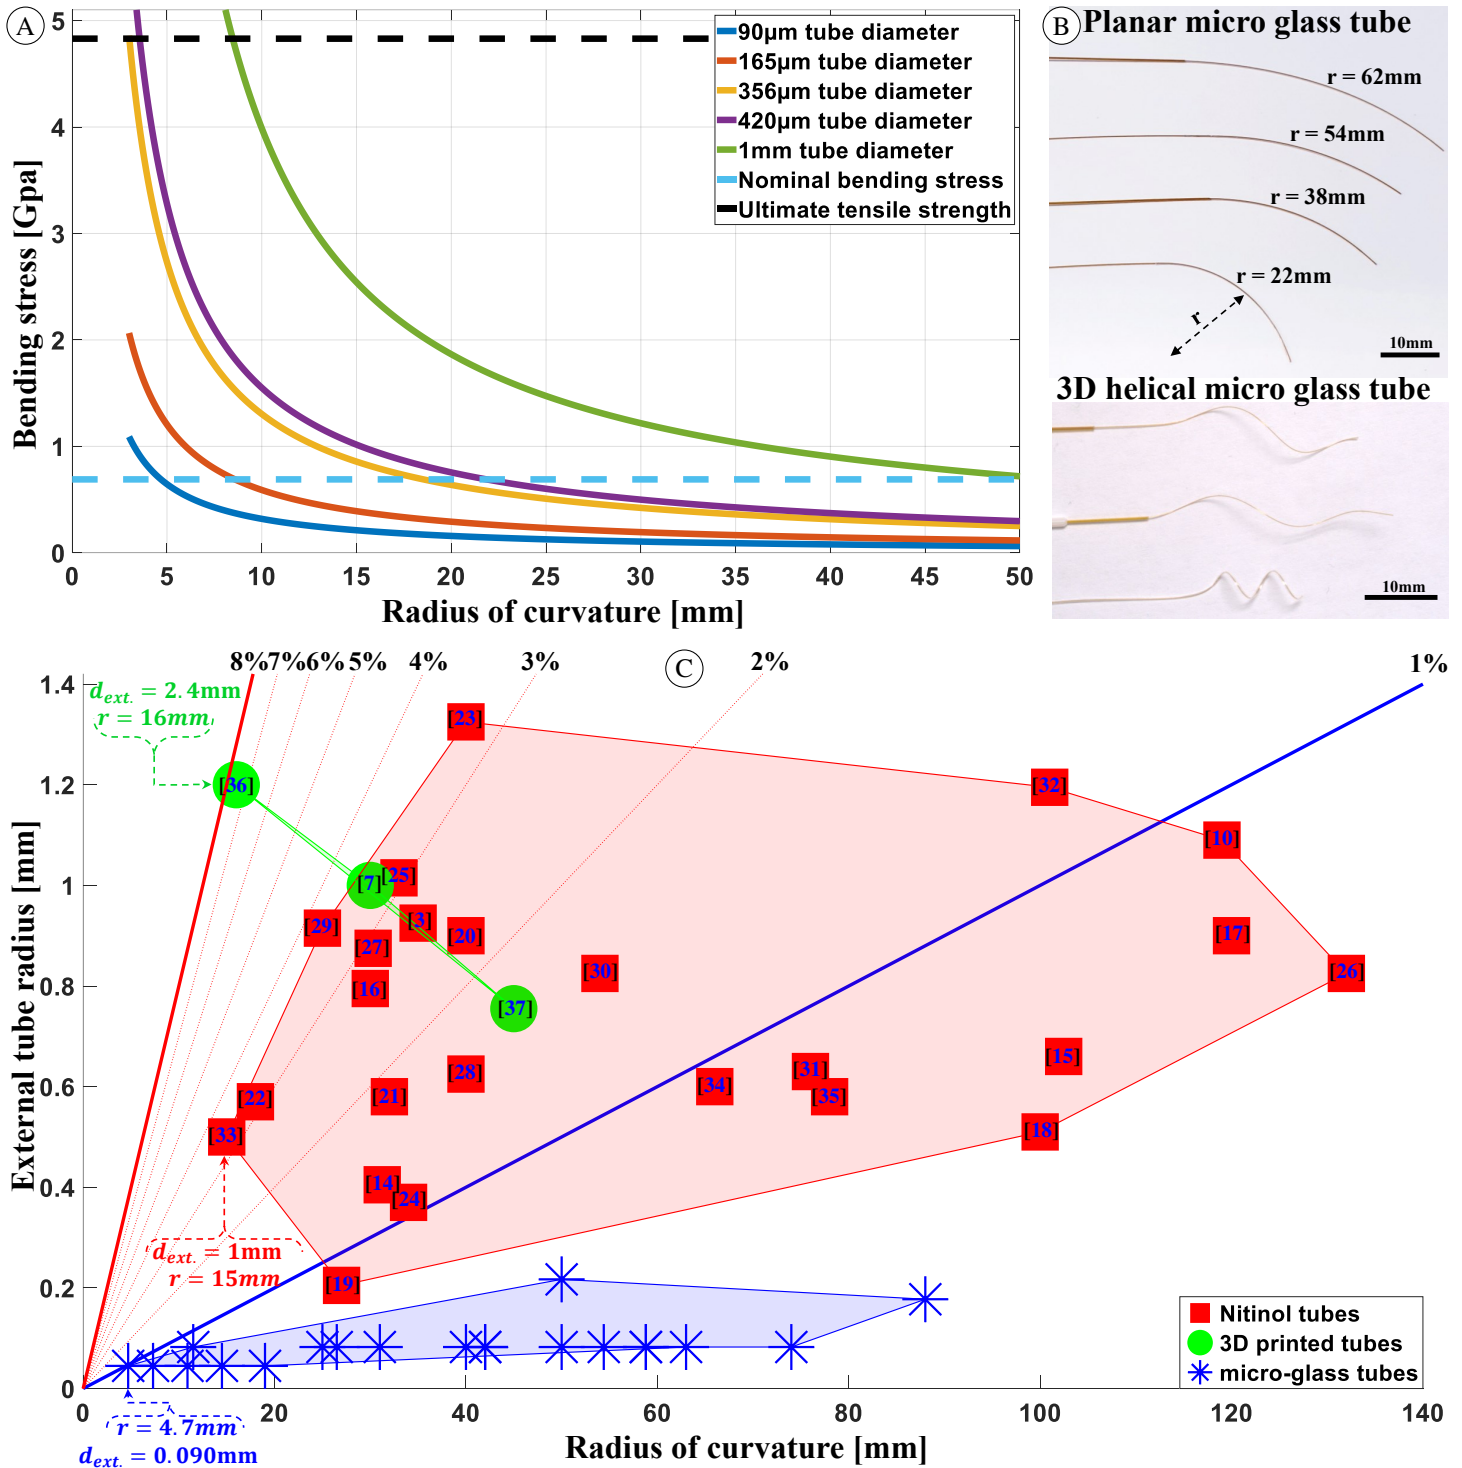 A
5
4
3
2
1
0
0 5 10 15 20 25 30 35 40 45 50
Bending stress [Gpa]
Radius of curvature [mm]
90µm tube diameter
165µm tube diameter
356µm tube diameter
420µm tube diameter
1mm tube diameter
Nominal bending stress
Ultimate tensile strength
B Planar micro glass tube
r = 62mm
r = 54mm
r = 38mm
r = 22mm
r
10mm
3D helical micro glass tube
10mm
C
8% 7% 6% 5% 4% 3% 2% 1%
1.4
1.2
1
0.8
0.6
0.4
0.2
0
External tube radius [mm]
d_ext. = 2.4mm
r = 16mm
[23]
[36]
[32]
[10]
[7] [25]
[3]
[29]
[20]
[27]
[17]
[30]
[26]
[16]
[37]
[15]
[28]
[31]
[34]
[22]
[21]
[35]
[33]
[18]
[14]
[24]
d_ext. = 1mm
r = 15mm
[19]
Nitinol tubes
3D printed tubes
micro-glass tubes
0 20 40 60 80 100 120 140
r = 4.7mm
d_ext. = 0.090mm
Radius of curvature [mm]